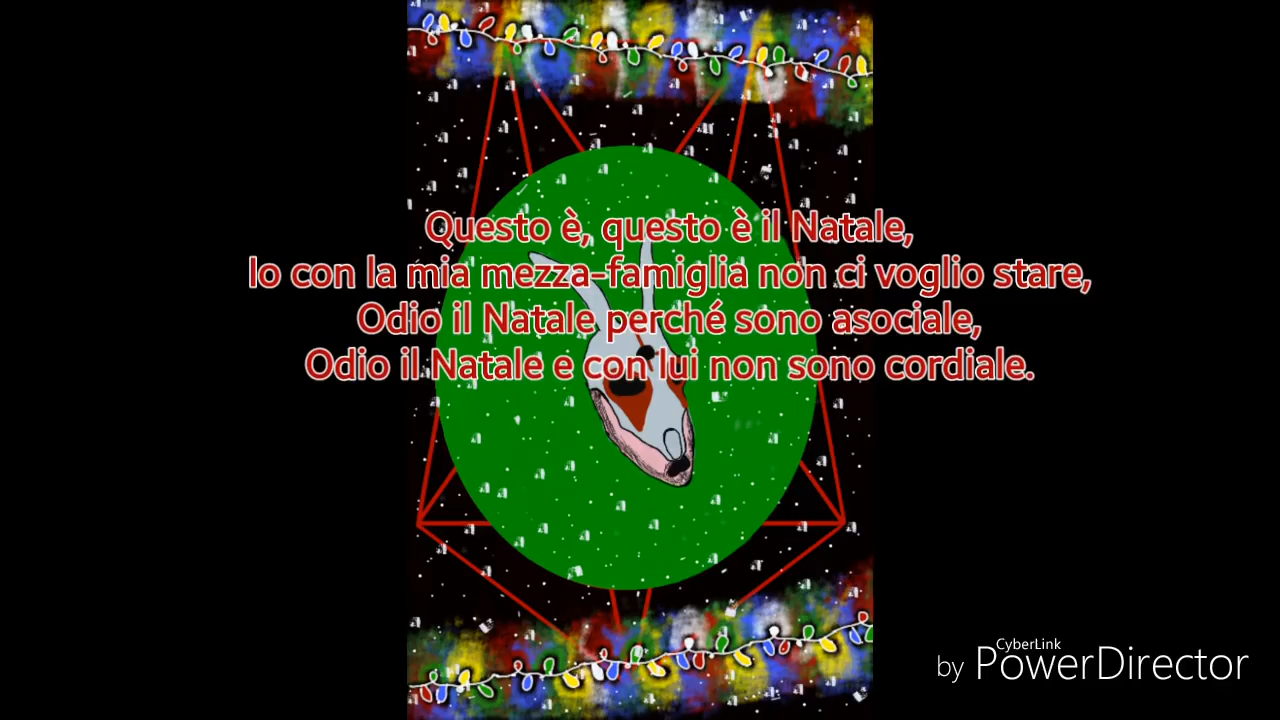 Questo è, questo è il Natale,
Io con la mia mezza-famiglia non ci voglio stare,
Odio il Natale perché sono asociale,
Odio il Natale e con lui non sono cordiale.
CyberLink
by PowerDirector